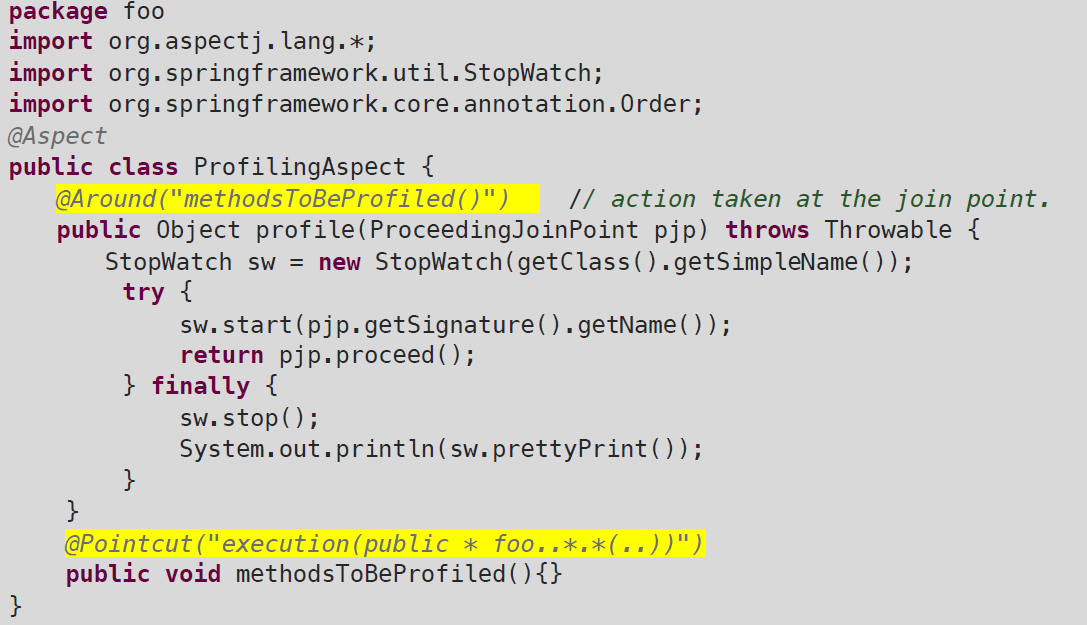 package foo
import org.aspectj.lang.*;
import org.springframework.util.StopWatch;
import org.springframework.core.annotation.Order;
@Aspect
public class ProfilingAspect {
@Around("methodsToBeProfiled()") // action taken at the join point.
public Object profile(ProceedingJoinPoint pjp) throws Throwable {
StopWatch sw = new StopWatch(getClass().getSimpleName());
try {
sw.start(pjp.getSignature().getName());
return pjp.proceed();
} finally {
sw.stop();
System.out.println(sw.prettyPrint());
}
}
@Pointcut("execution(public * foo..*.*(..))")
public void methodsToBeProfiled(){}
}